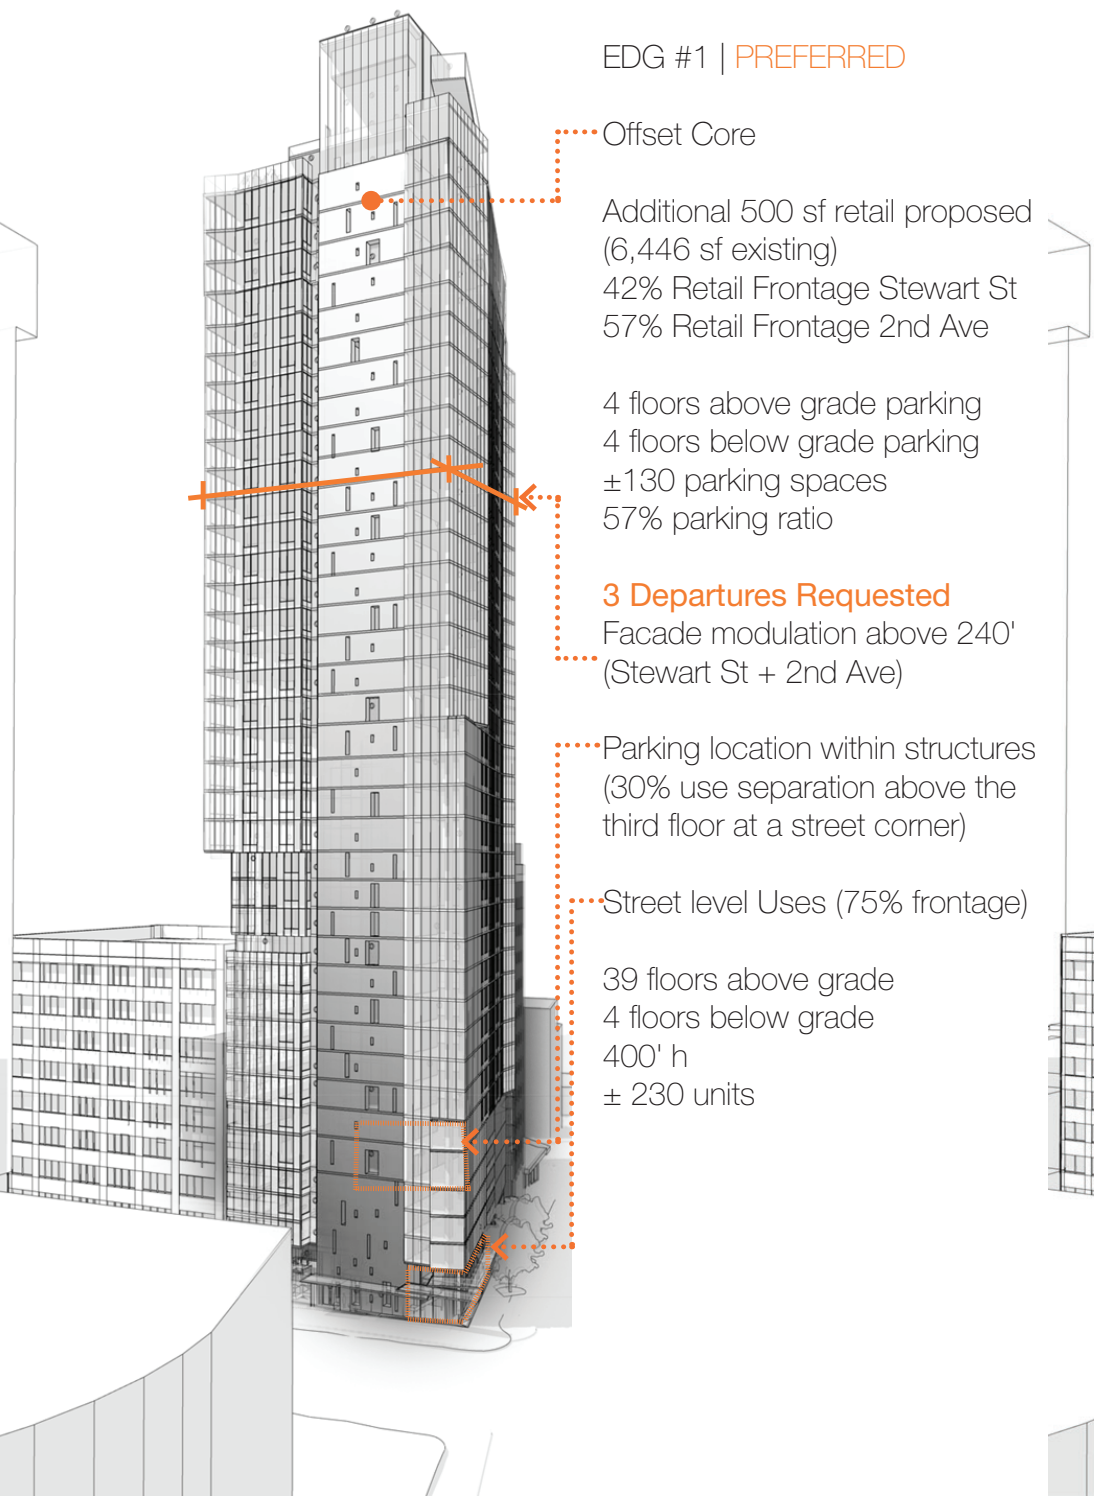 EDG #1 | PREFERRED
Offset Core
Additional 500 sf retail proposed
(6,446 sf existing)
42% Retail Frontage Stewart St
57% Retail Frontage 2nd Ave
4 floors above grade parking
4 floors below grade parking
±130 parking spaces
57% parking ratio
3 Departures Requested
Facade modulation above 240'
(Stewart St + 2nd Ave)
Parking location within structures
(30% use separation above the
third floor at a street corner)
Street level Uses (75% frontage)
39 floors above grade
4 floors below grade
400' h
± 230 units